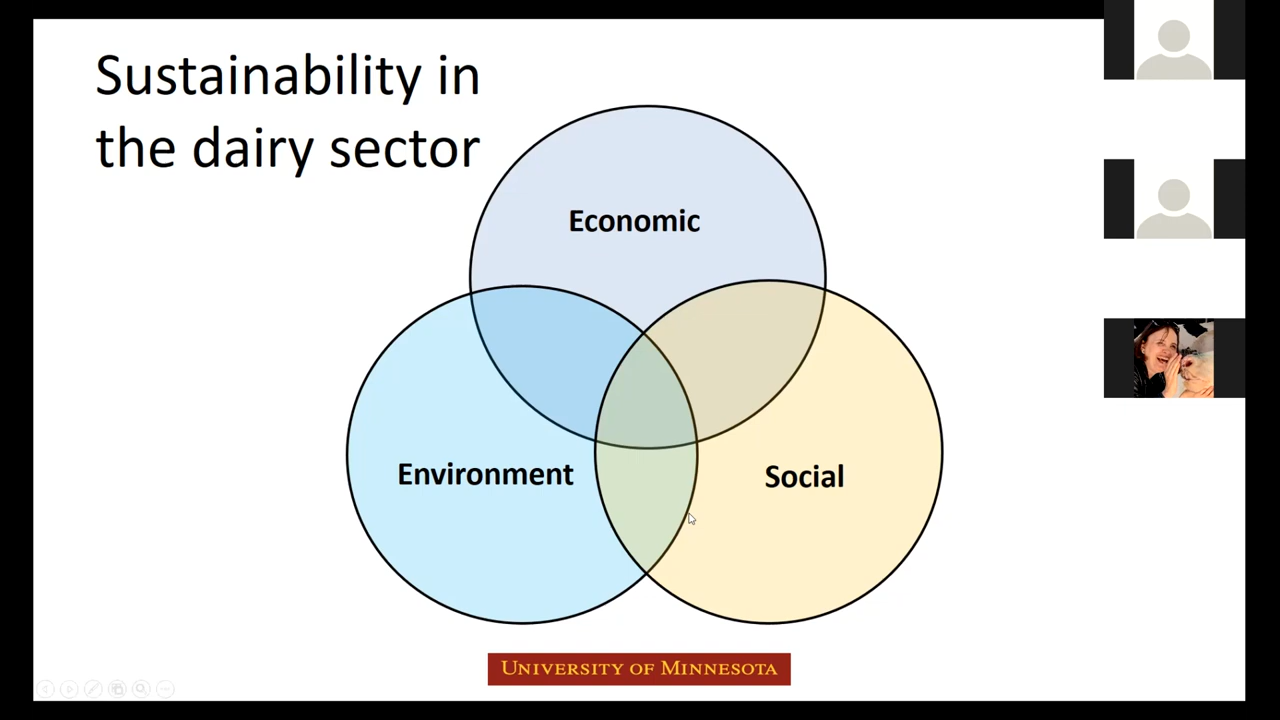 Sustainability in
the dairy sector
Economic
Environment
Social
UNIVERSITY OF MINNESOTA